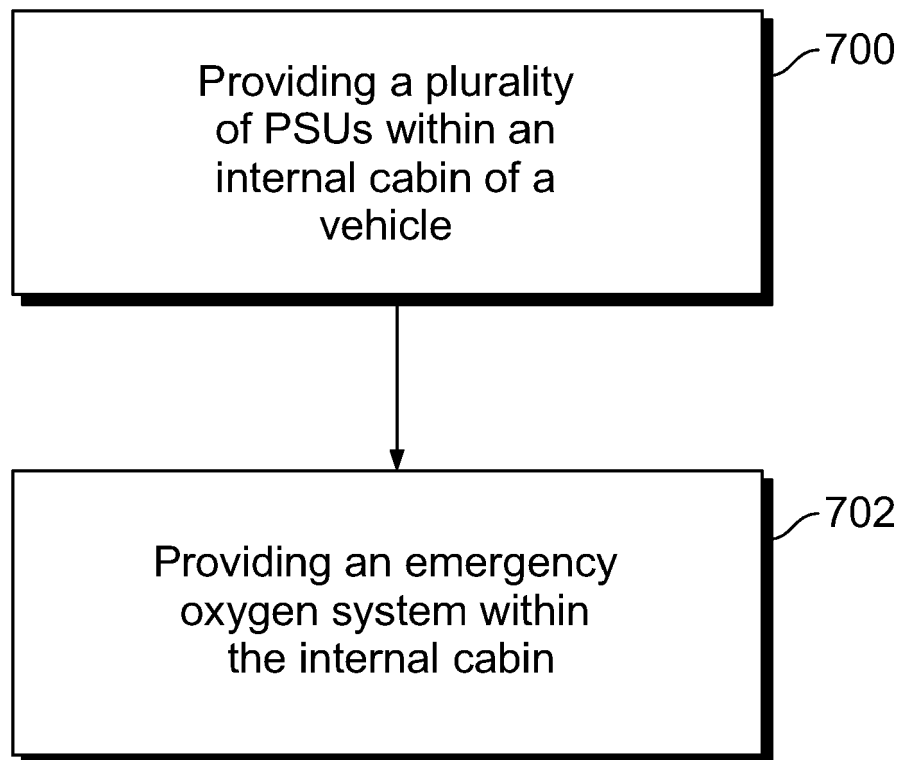 Providing a plurality
of PSUs within an
internal cabin of a
vehicle
700
Providing an emergency
oxygen system within
the internal cabin
702